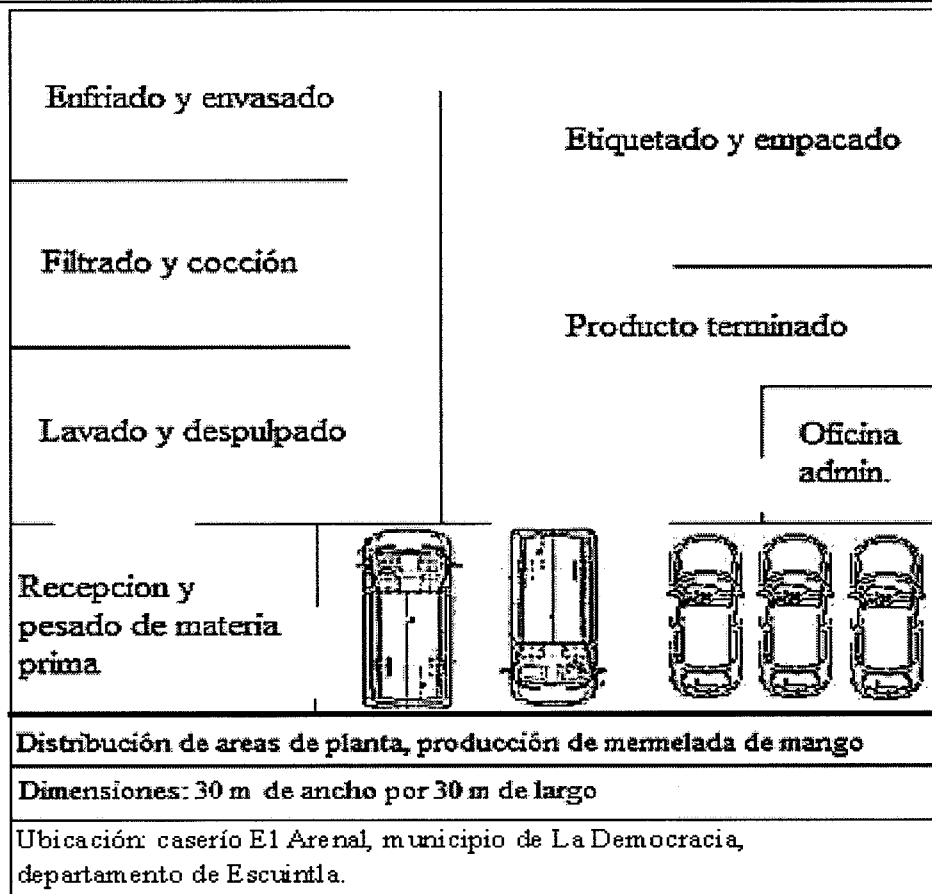 Enfriado y envasado
Etiquetado y empacado
Filtrado y cocción
Producto terminado
Lavado y despulpado
Oficina
admin.
Recepcion y
pesado de materia
prima
Distribución de areas de planta, producción de mermelada de mango
Dimensiones: 30 m de ancho por 30 m de largo
Ubicación: caserío El Arenal, municipio de La Democracia,
departamento de Escuintla.